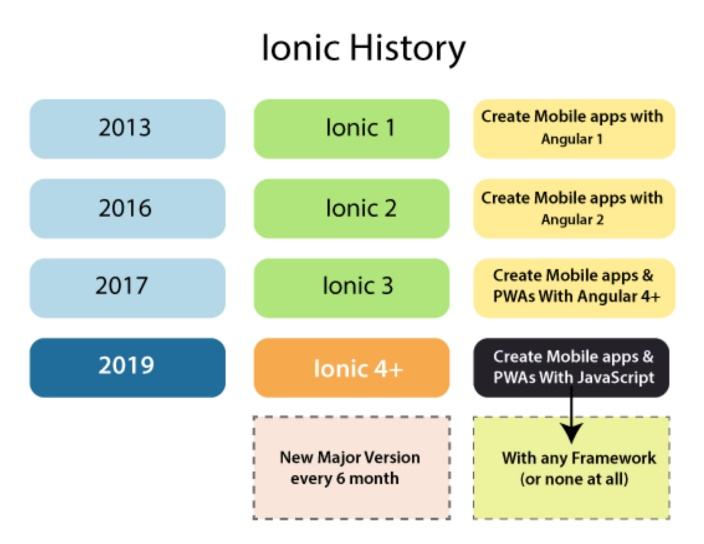 Ionic History
2013
Ionic 1
Create Mobile apps with
Angular 1
2016
Ionic 2
Create Mobile apps with
Angular 2
2017
Ionic 3
Create Mobile apps &
PWAs With Angular 4+
2019
Ionic 4+
Create Mobile apps &
PWAs With JavaScript
New Major Version
every 6 month
With any Framework
(or none at all)